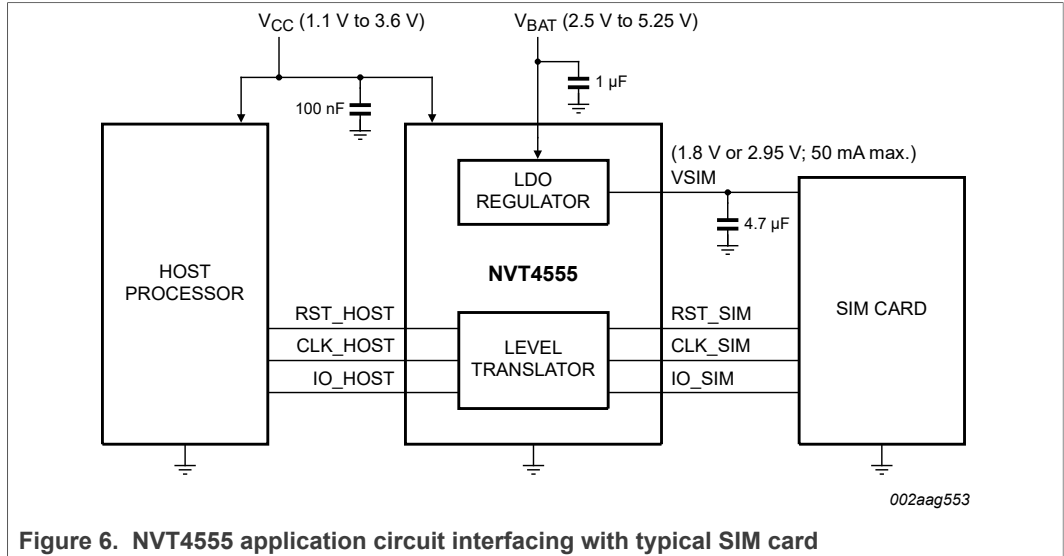 VCC (1.1 V to 3.6 V)
VBAT (2.5 V to 5.25 V)
1 µF
100 nF
(1.8 V or 2.95 V; 50 mA max.)
LDO
REGULATOR
VSIM
4.7 µF
HOST
PROCESSOR
NVT4555
SIM CARD
RST_HOST
CLK_HOST
IO_HOST
LEVEL
TRANSLATOR
RST_SIM
CLK_SIM
IO_SIM
002aag553
Figure 6. NVT4555 application circuit interfacing with typical SIM card